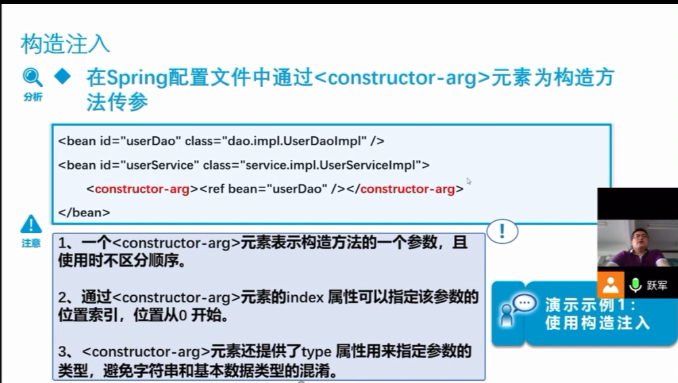 构造注入
分析
在Spring配置文件中通过<constructor-arg>元素为构造方
法传参
<bean id="userDao" class="dao.impl.UserDaoImpl" />
<bean id="userService" class="service.impl.UserServiceImpl">
<constructor-arg><ref bean="userDao" /></constructor-arg>
</bean>
注意
!
1、一个<constructor-arg>元素表示构造方法的一个参数，且
使用时不区分顺序。
2、通过<constructor-arg>元素的index 属性可以指定该参数的
位置索引，位置从0 开始。
3、<constructor-arg>元素还提供了type 属性用来指定参数的
类型，避免字符串和基本数据类型的混淆。
跃军
演示示例1：
使用构造注入